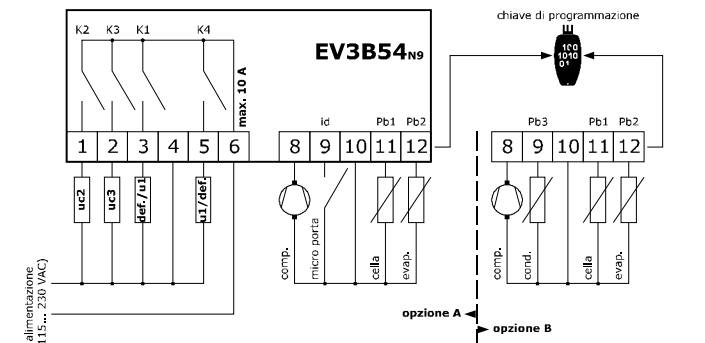 chiave di programmazione
K2 K3 K1 K4
EV3B54N9
100
1010
01
max. 10 A
id Pb1 Pb2
Pb3 Pb1 Pb2
1 2 3 4 5 6
8 9 10 11 12
8 9 10 11 12
uc2
uc3
def./u1
u1/def.
comp.
micro porta
cella
evap.
comp.
cond.
cella
evap.
alimentazione
115... 230 VAC)
opzione A
opzione B